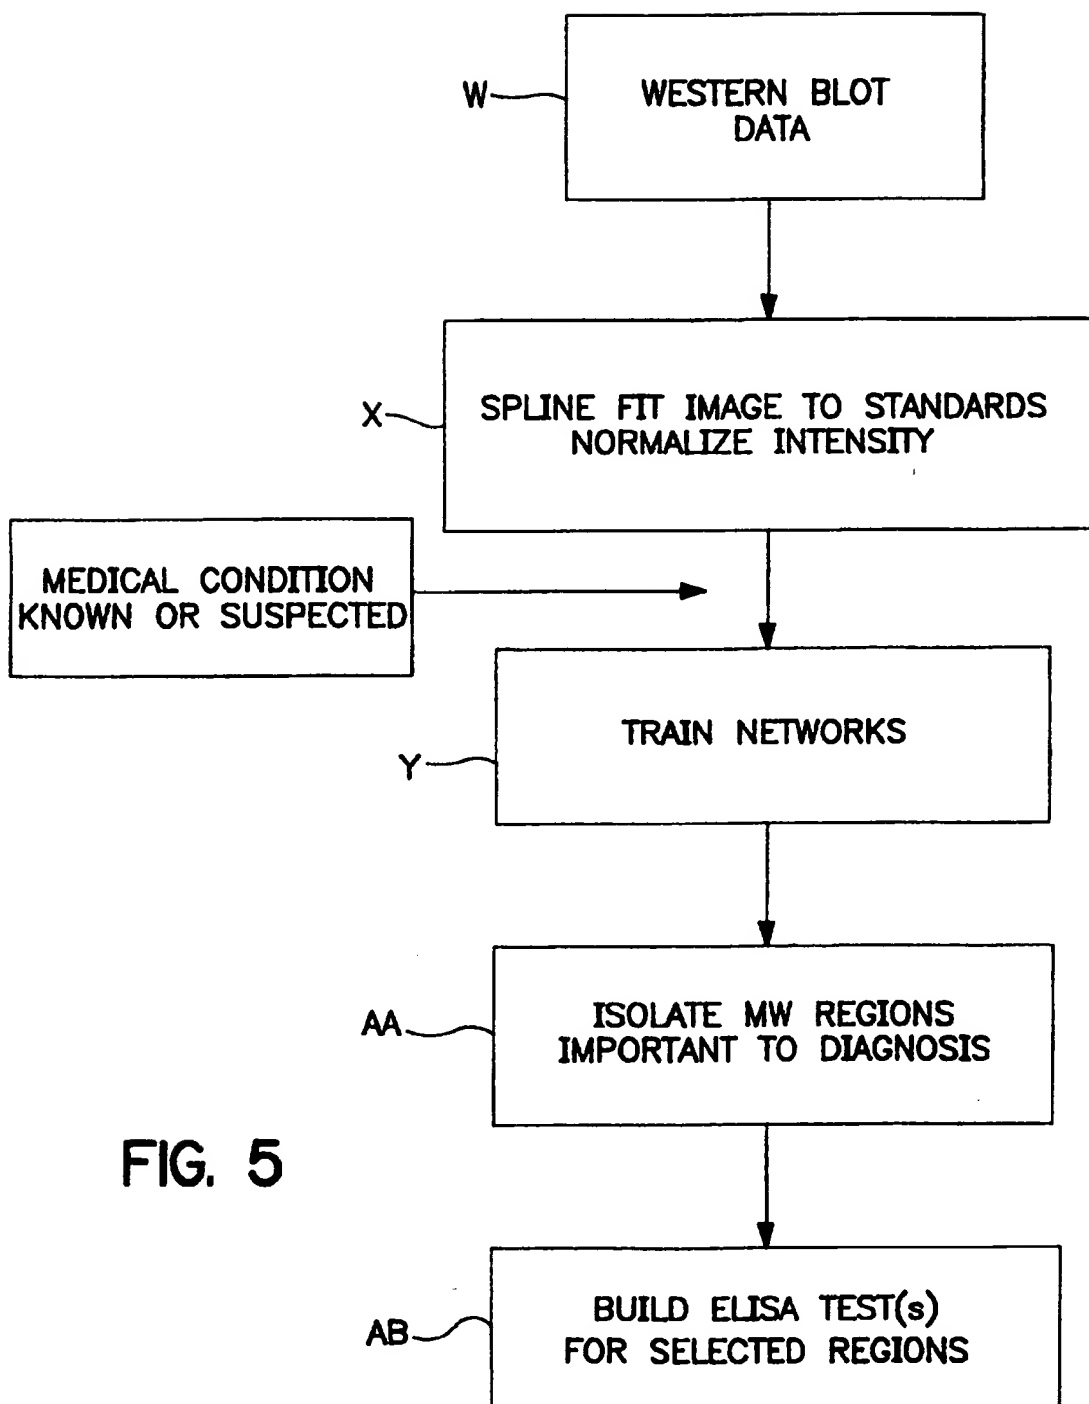 W
WESTERN BLOT
DATA
X
SPLINE FIT IMAGE TO STANDARDS
NORMALIZE INTENSITY
MEDICAL CONDITION
KNOWN OR SUSPECTED
TRAIN NETWORKS
Y
AA
ISOLATE MW REGIONS
IMPORTANT TO DIAGNOSIS
FIG. 5
AB
BUILD ELISA TEST(s)
FOR SELECTED REGIONS